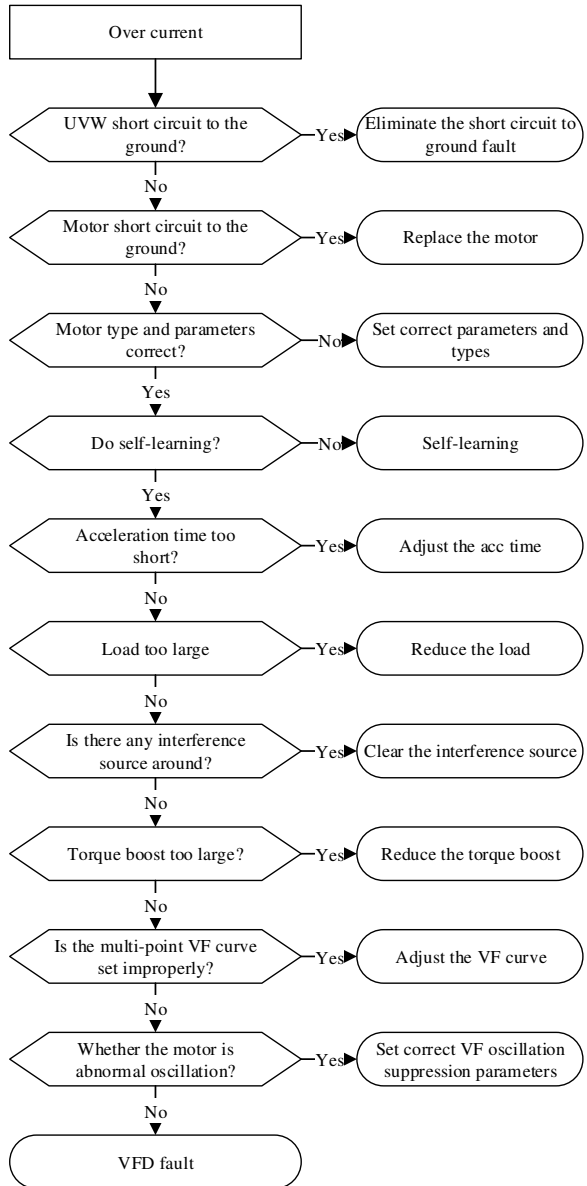 Over current
UVW short circuit to the
ground?
Yes
Eliminate the short circuit to
ground fault
No
Motor short circuit to the
ground?
Yes
Replace the motor
No
Motor type and parameters
correct?
No
Set correct parameters and
types
Yes
Do self-learning?
No
Self-learning
Yes
Acceleration time too
short?
Yes
Adjust the acc time
No
Load too large
Yes
Reduce the load
No
Is there any interference
source around?
Yes
Clear the interference source
No
Torque boost too large?
Yes
Reduce the torque boost
No
Is the multi-point VF curve
set improperly?
Yes
Adjust the VF curve
No
Whether the motor is
abnormal oscillation?
Yes
Set correct VF oscillation
suppression parameters
No
VFD fault